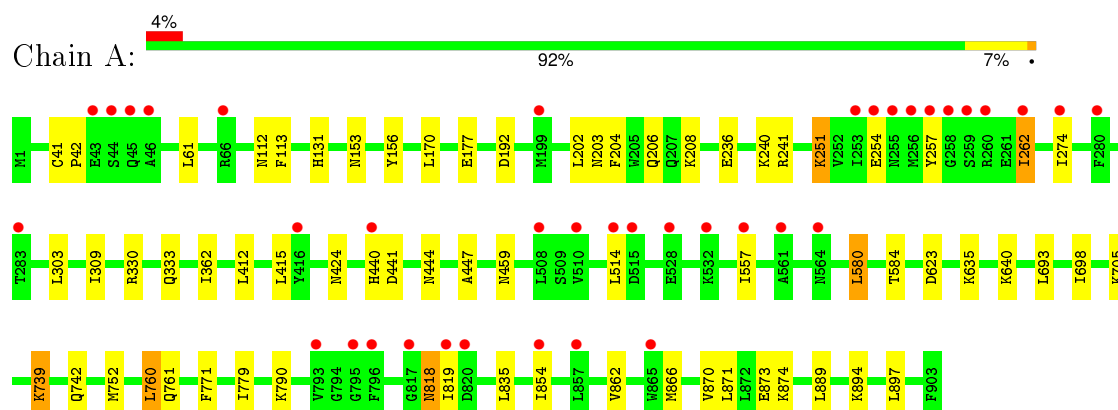 4%
Chain A:
92%
7%
•
M1 C41 P42 E43 S44 Q45 A46 L61 R66 N112 F113 H131 N153 Y156 L170 E177 D192 M199 L202 N203 F204 W205 Q206 Q207 K208 E236 K240 R241 K251 V252 I253 E254 N255 M256 Y257 G258 S259 R260 E261 I262 I274 F280
T283 L303 I309 R330 Q333 I362 L412 L415 Y416 N424 H440 D441 N444 A447 N459 L508 S509 V510 L514 D515 E528 K532 I557 A561 N564 L580 T584 D623 K635 K640 L693 I698 K705
K739 Q742 M752 L760 Q761 F771 I779 K790 V793 G794 G795 F796 G817 N818 I819 D820 L835 I854 L857 V862 W865 M866 V870 L871 L872 E873 K874 L889 K894 L897 F903